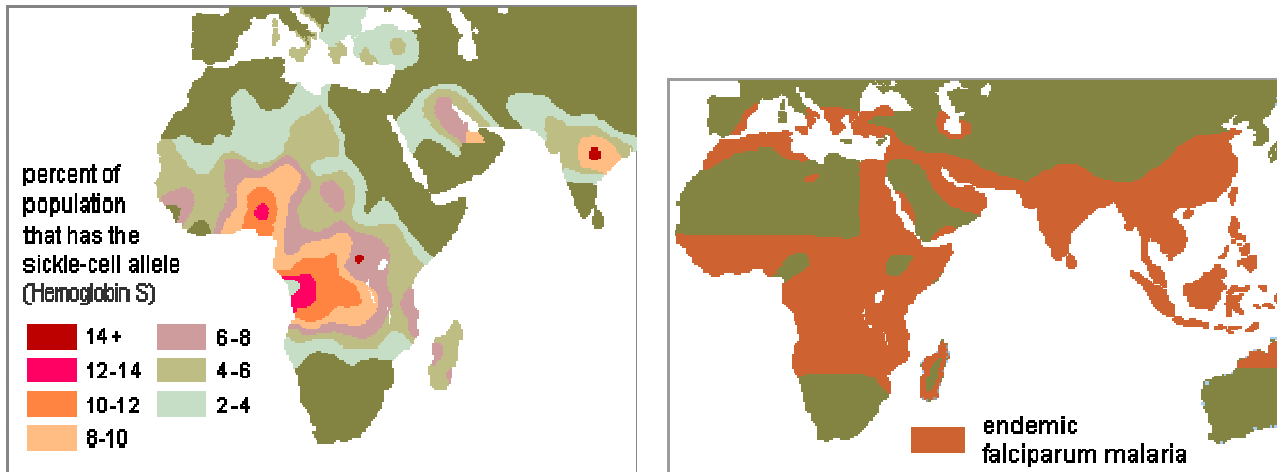 percent of
population
that has the
sickle-cell allele
(Hemoglobin S)
14+
12-14
10-12
8-10
6-8
4-6
2-4
endemic
falciparum malaria